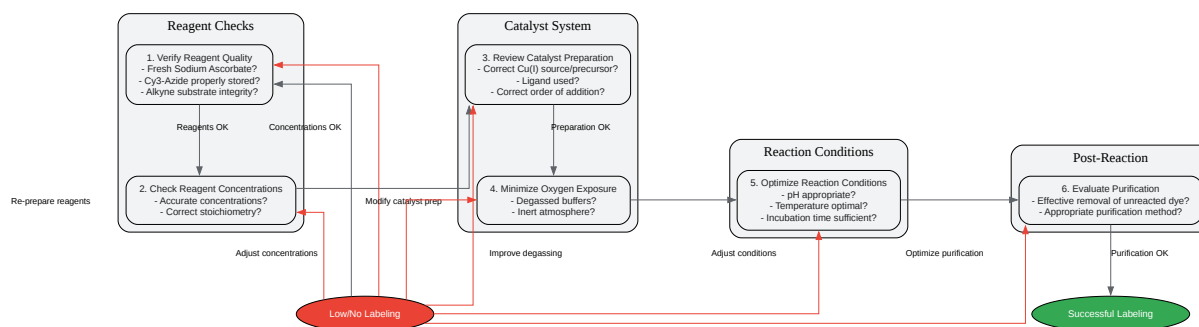 Reagent Checks
1. Verify Reagent Quality
- Fresh Sodium Ascorbate?
- Cy3-Azide properly stored?
- Alkyne substrate integrity?
Reagents OK
Concentrations OK
2. Check Reagent Concentrations
- Accurate concentrations?
- Correct stoichiometry?
Catalyst System
3. Review Catalyst Preparation
- Correct Cu(I) source/precursor?
- Ligand used?
- Correct order of addition?
Preparation OK
4. Minimize Oxygen Exposure
- Degassed buffers?
- Inert atmosphere?
Reaction Conditions
5. Optimize Reaction Conditions
- pH appropriate?
- Temperature optimal?
- Incubation time sufficient?
Post-Reaction
6. Evaluate Purification
- Effective removal of unreacted dye?
- Appropriate purification method?
Re-prepare reagents
Modify catalyst prep
Adjust concentrations
Improve degassing
Adjust conditions
Optimize purification
Purification OK
Low/No Labeling
Successful Labeling